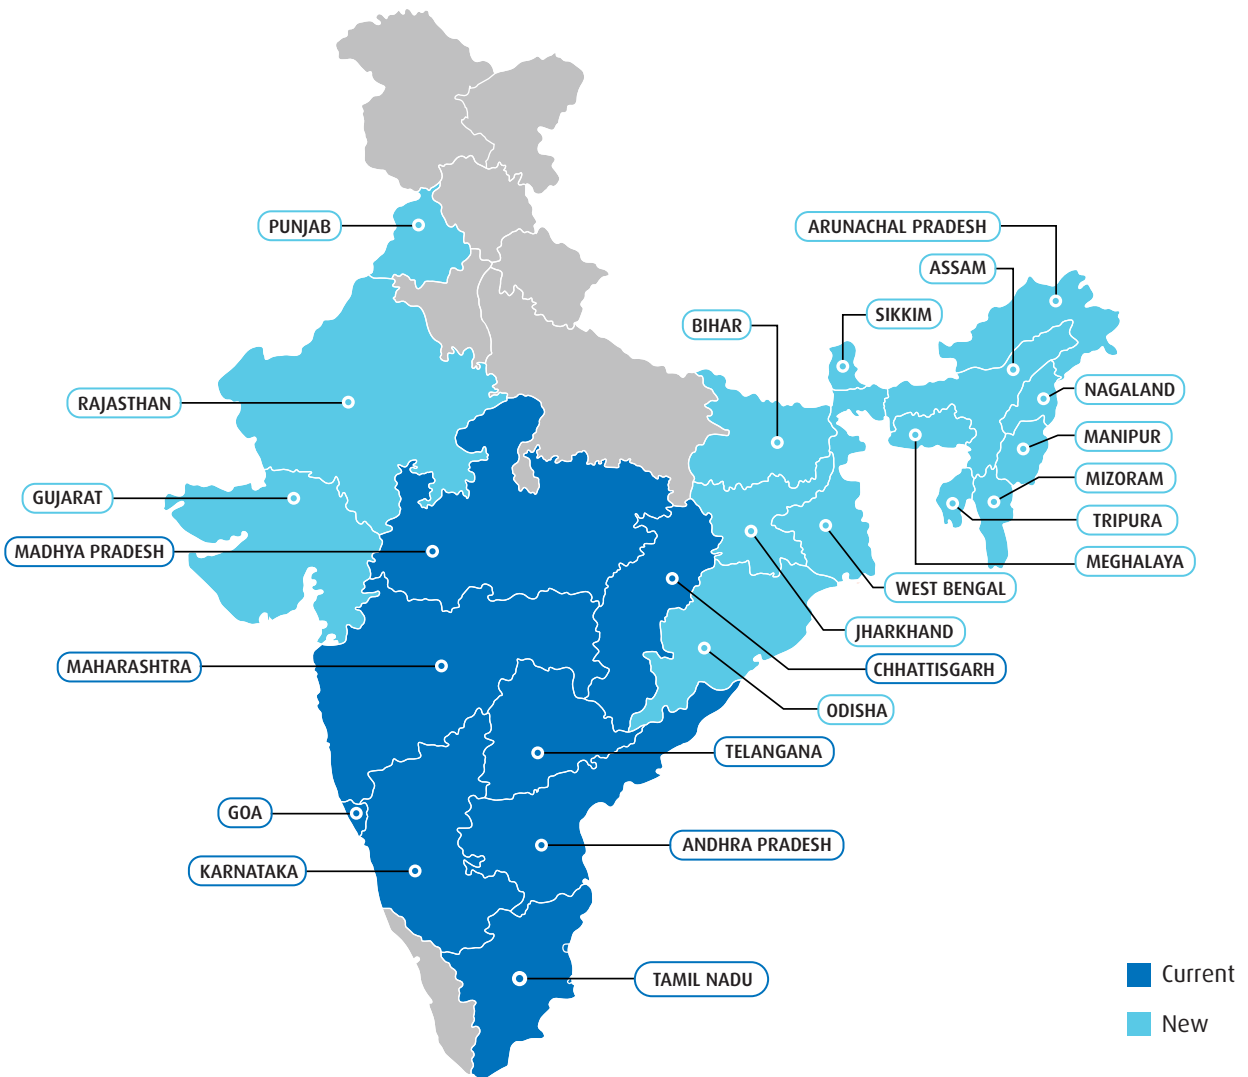 PUNJAB
ARUNACHAL PRADESH
ASSAM
SIKKIM
BIHAR
RAJASTHAN
NAGALAND
MANIPUR
MIZORAM
GUJARAT
TRIPURA
MADHYA PRADESH
MEGHALAYA
WEST BENGAL
JHARKHAND
MAHARASHTRA
CHHATTISGARH
ODISHA
TELANGANA
GOA
ANDHRA PRADESH
KARNATAKA
TAMIL NADU
Current
New